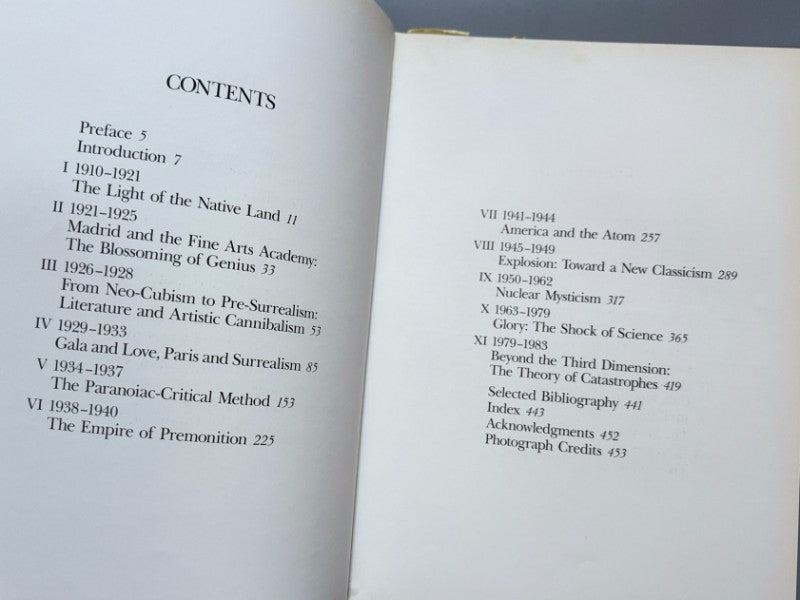 CONTENTS
Preface 5
Introduction 7
I 1910–1921
The Light of the Native Land 11
II 1921–1925
Madrid and the Fine Arts Academy:
The Blossoming of Genius 33
III 1926–1928
From Neo-Cubism to Pre-Surrealism:
Literature and Artistic Cannibalism 53
IV 1929–1933
Gala and Love, Paris and Surrealism 85
V 1934–1937
The Paranoiac-Critical Method 153
VI 1938–1940
The Empire of Premonition 225
VII 1941–1944
America and the Atom 257
VIII 1945–1949
Explosion: Toward a New Classicism 289
IX 1950–1962
Nuclear Mysticism 317
X 1963–1979
Glory: The Shock of Science 365
XI 1979–1983
Beyond the Third Dimension:
The Theory of Catastrophes 419
Selected Bibliography 441
Index 443
Acknowledgments 452
Photograph Credits 453